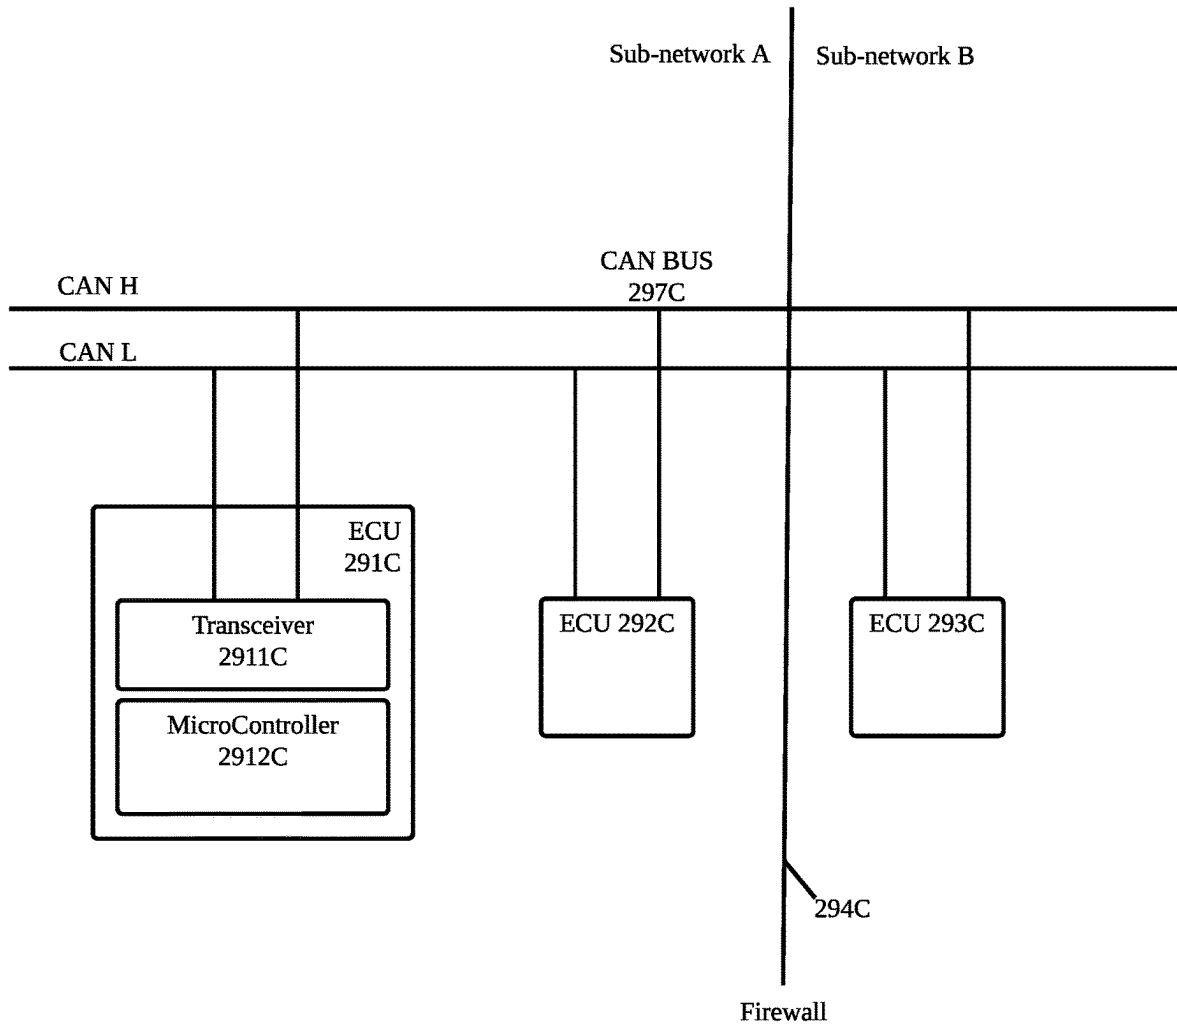 Sub-network A
Sub-network B
CAN BUS
297C
CAN H
CAN L
ECU
291C
Transceiver
2911C
MicroController
2912C
ECU 292C
ECU 293C
294C
Firewall